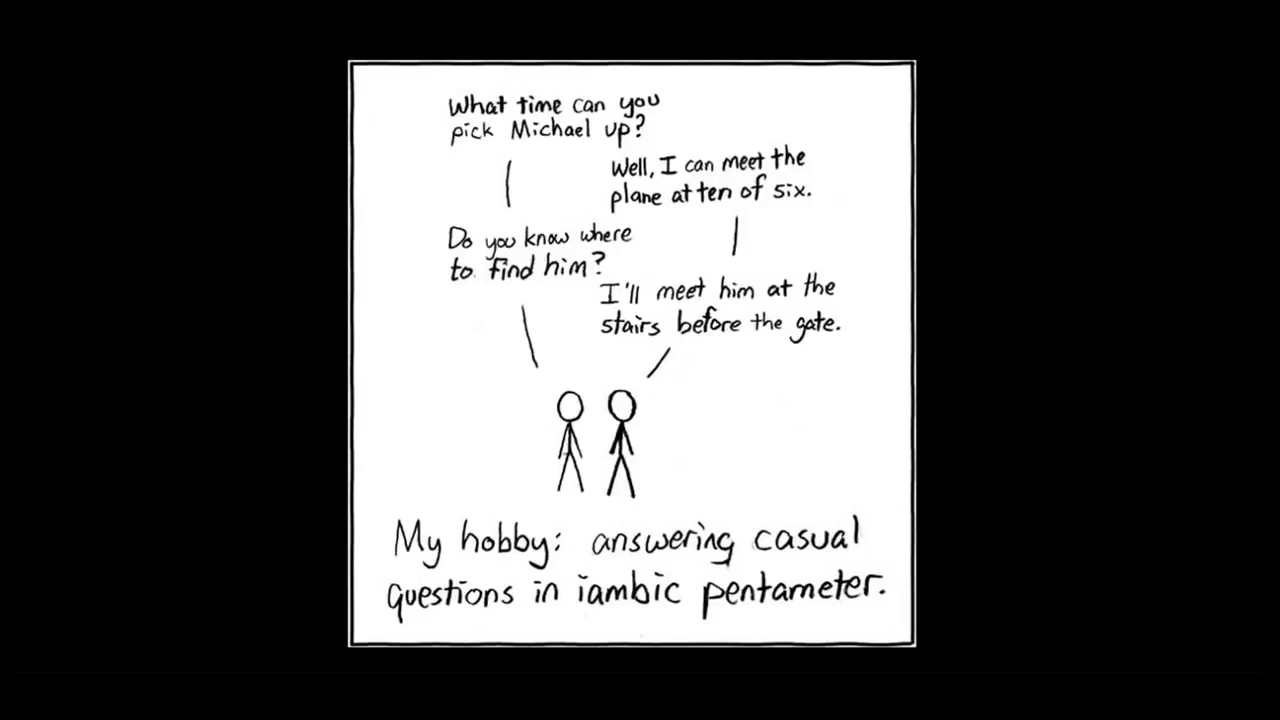 What time can you
pick Michael up?
Well, I can meet the
plane at ten of six.
Do you know where
to find him?
I'll meet him at the
stairs before the gate.
My hobby: answering casual
questions in iambic pentameter.